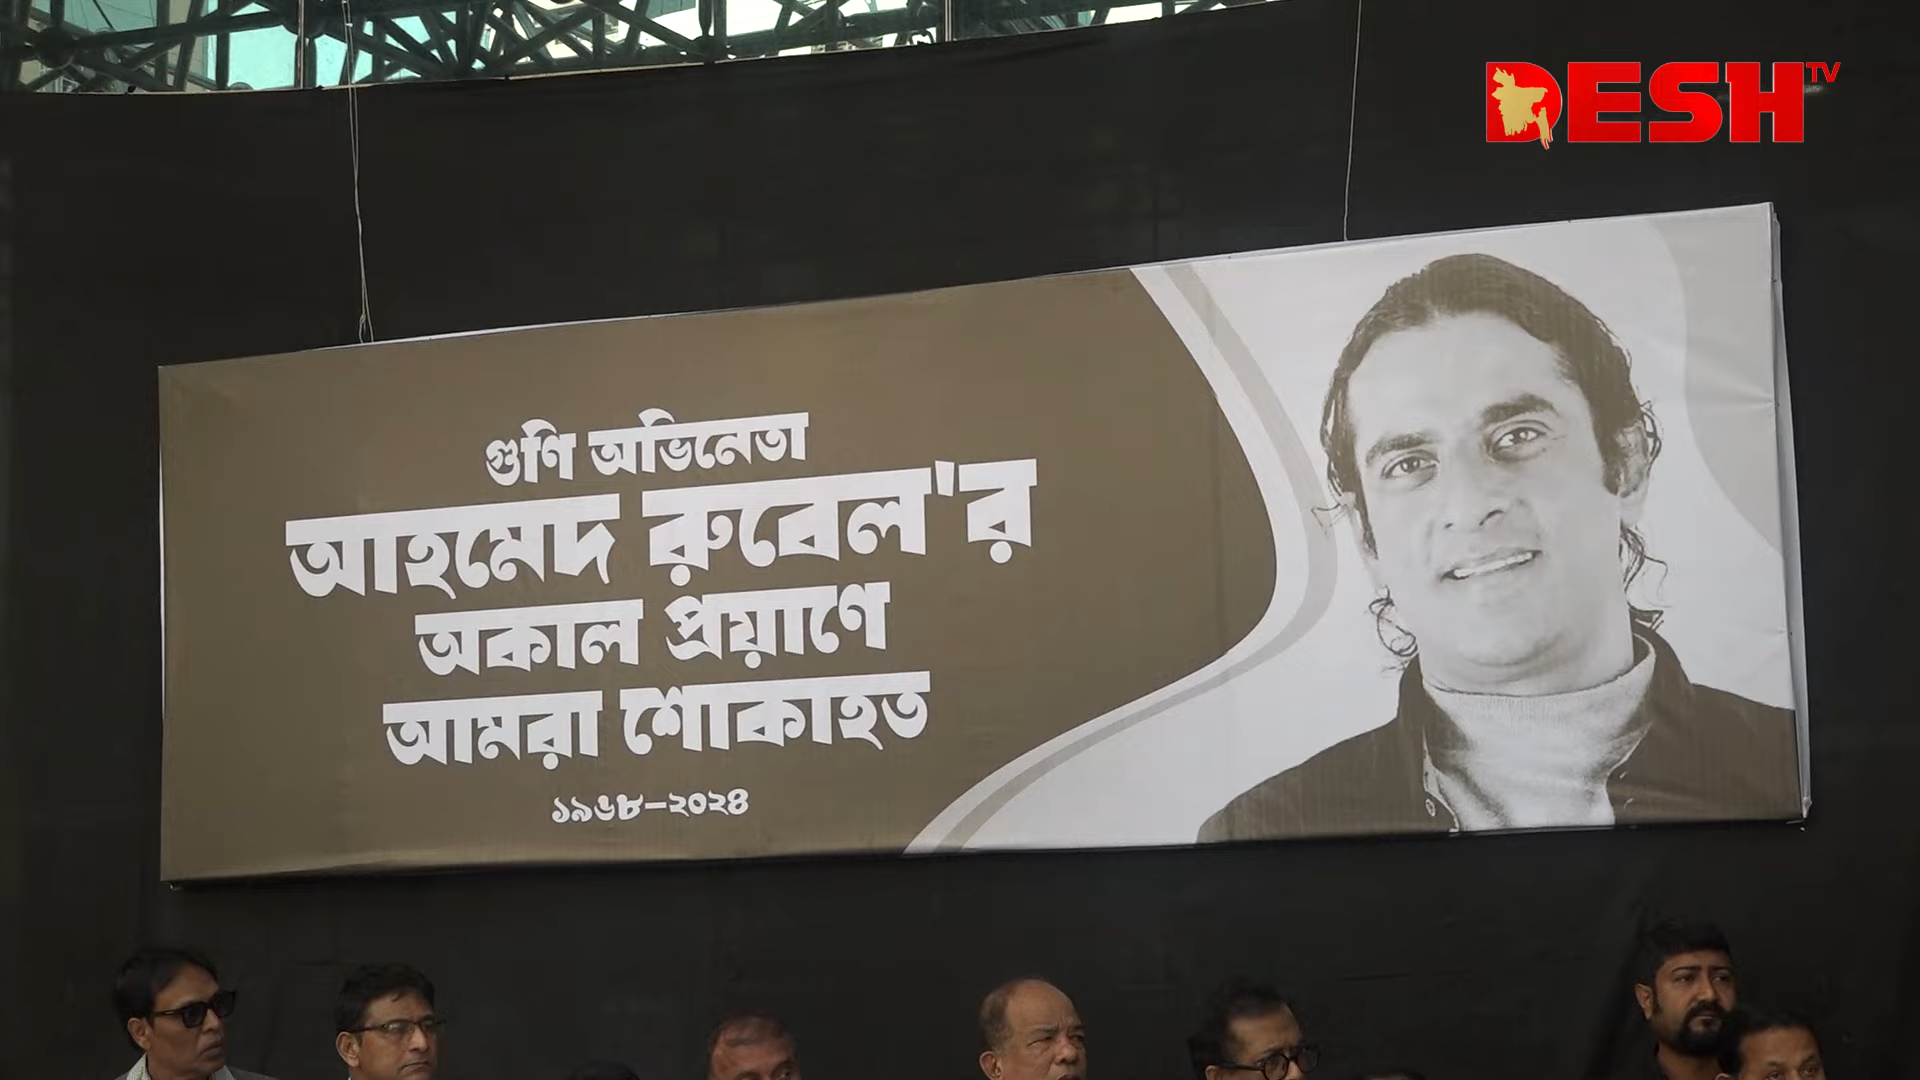 DESH TV
গুণি অভিনেতা
আহমেদ রুবেল'র
অকাল প্রয়াণে
আমরা শোকাহত
১৯৬৮-২০২৪